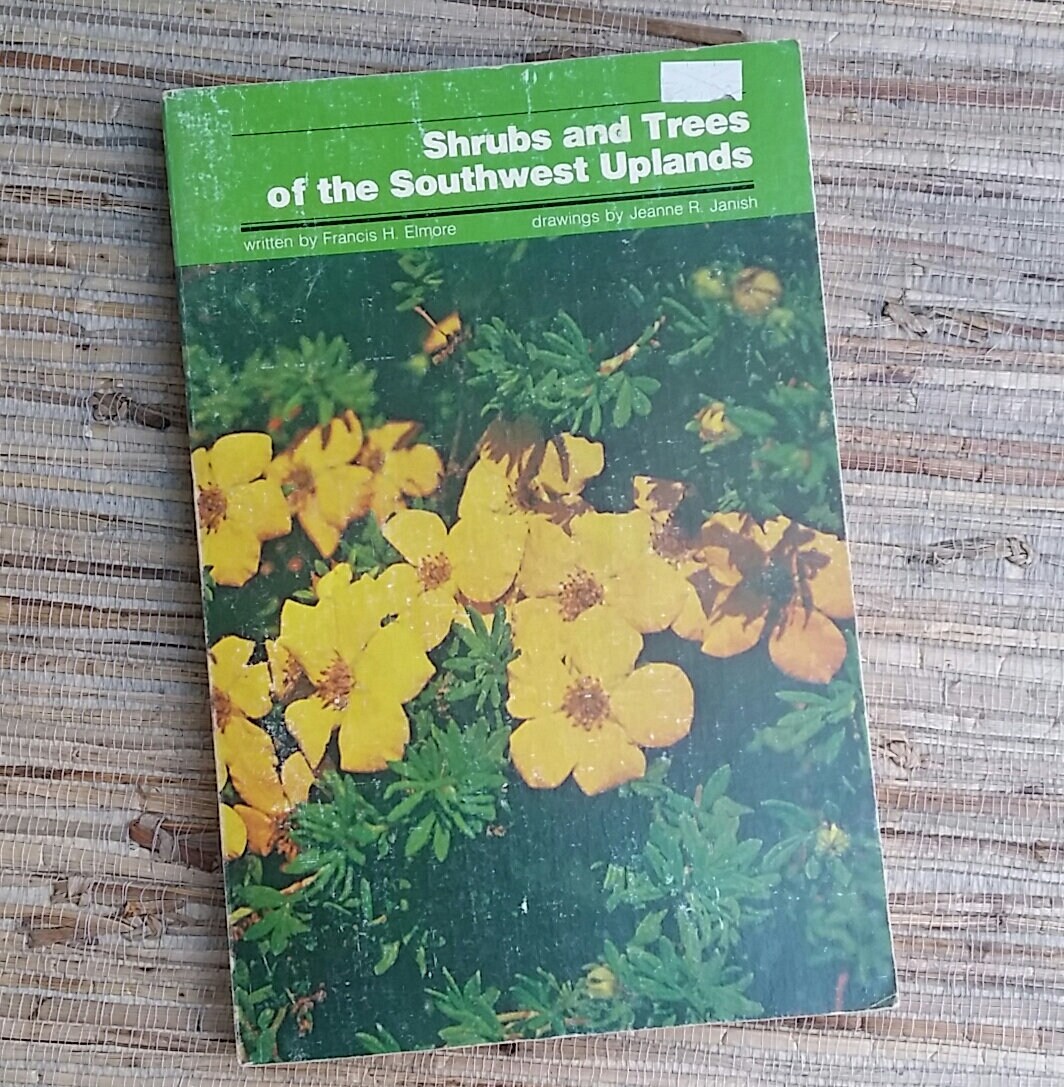 Shrubs and Trees
of the Southwest Uplands
written by Francis H. Elmore drawings by Jeanne R. Janish